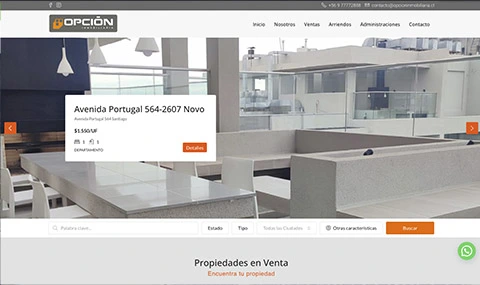 +56 9 77772898 contacto@opcioninmobiliaria.cl
OPCIÓN
INMOBILIARIA
Inicio Nosotros Ventas Arriendos Administraciones Contacto
Avenida Portugal 564-2607 Novo
Avenida Portugal 564 Santiago
$1.550/UF
1 1
DEPARTAMENTO
Detalles
Palabra clave... Estado Tipo Todas las Ciudades Otras características Buscar
Propiedades en Venta
Encuentra tu propiedad